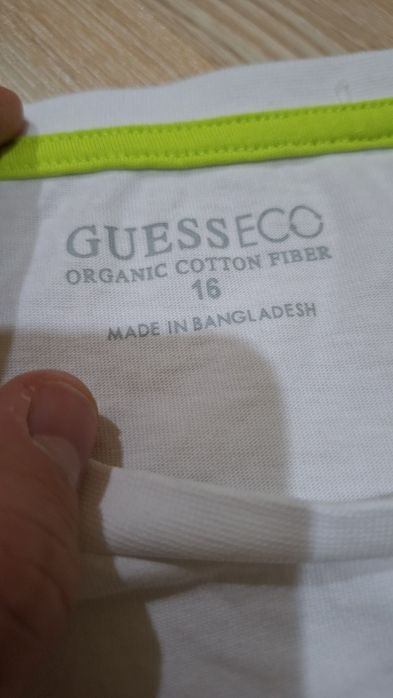 GUESSECO
ORGANIC COTTON FIBER
16
MADE IN BANGLADESH